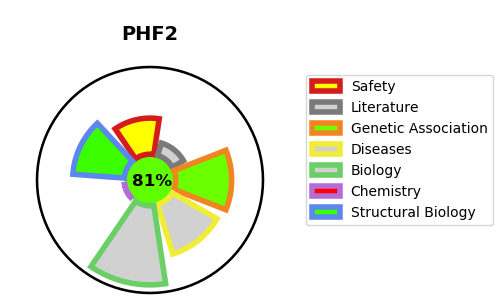 PHF2
81%
Safety
Literature
Genetic Association
Diseases
Biology
Chemistry
Structural Biology